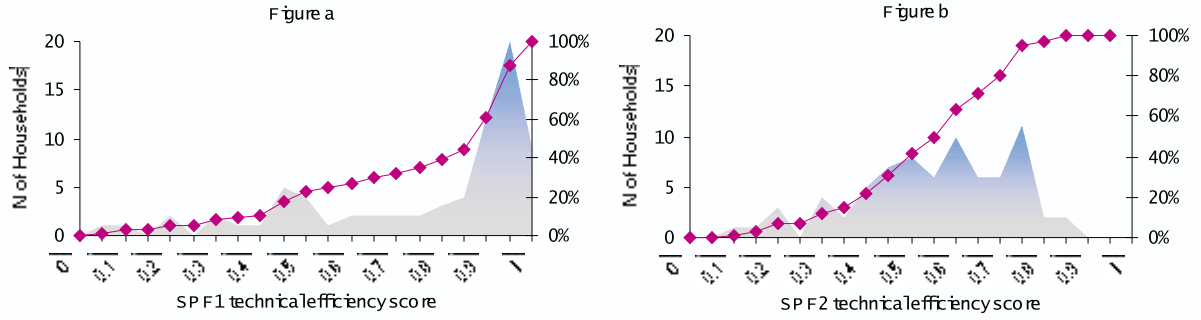 Figure a
20
15
10
5
0
100%
80%
60%
40%
20%
0%
N of Households
0 0.1 0.2 0.3 0.4 0.5 0.6 0.7 0.8 0.9 1
SPF1 technical efficiency score
Figure b
20
15
10
5
0
100%
80%
60%
40%
20%
0%
N of Households
0 0.1 0.2 0.3 0.4 0.5 0.6 0.7 0.8 0.9 1
SPF2 technical efficiency score